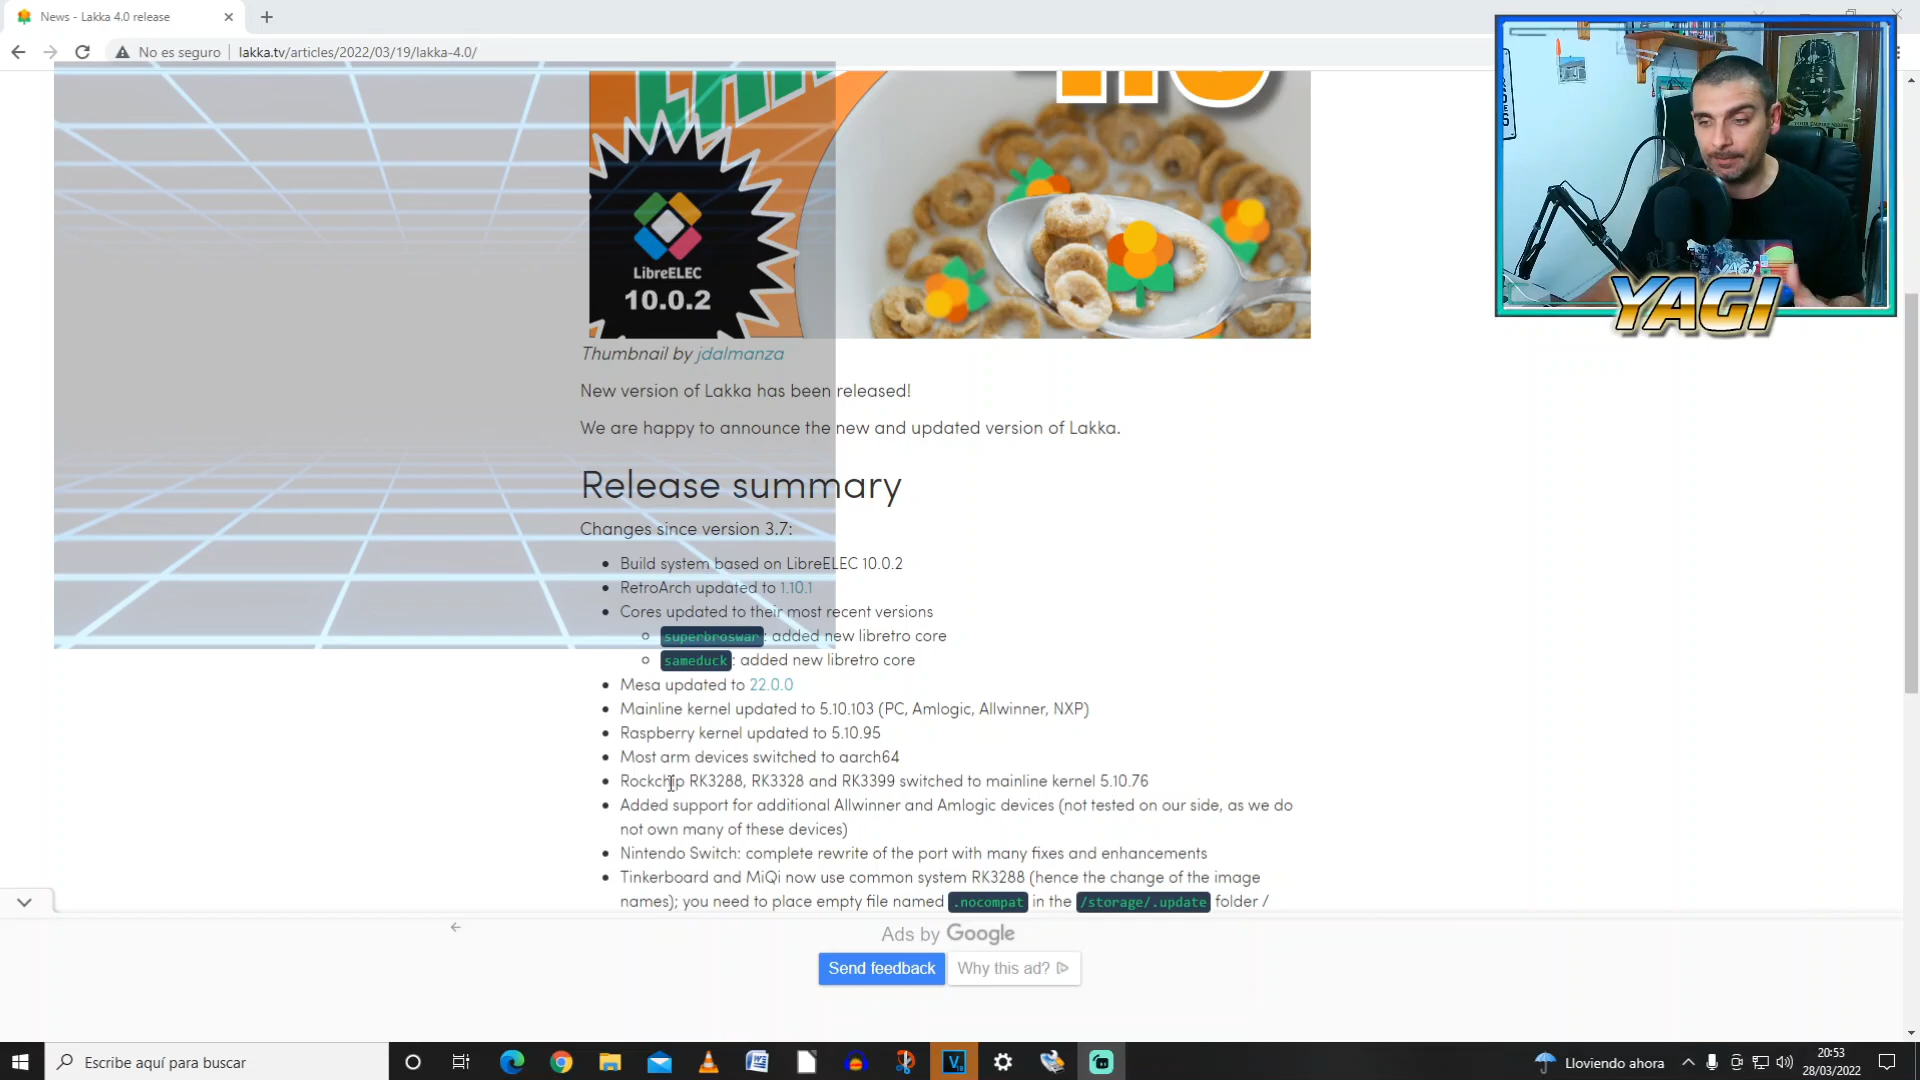 News - Lakka 4.0 release
No es seguro
lakka.tv/articles/2022/03/19/lakka-4.0/
LibreELEC
10.0.2
YAGI
Thumbnail by jdalmanza
New version of Lakka has been released!
We are happy to announce the new and updated version of Lakka.
Release summary
Changes since version 3.7:
Build system based on LibreELEC 10.0.2
RetroArch updated to 1.10.1
Cores updated to their most recent versions
superbroswar: added new libretro core
sameduck: added new libretro core
Mesa updated to 22.0.0
Mainline kernel updated to 5.10.103 (PC, Amlogic, Allwinner, NXP)
Raspberry kernel updated to 5.10.95
Most arm devices switched to aarch64
Rockchip RK3288, RK3328 and RK3399 switched to mainline kernel 5.10.76
Added support for additional Allwinner and Amlogic devices (not tested on our side, as we do
not own many of these devices)
Nintendo Switch: complete rewrite of the port with many fixes and enhancements
Tinkerboard and MiQi now use common system RK3288 (hence the change of the image
names); you need to place empty file named .nocompat in the /storage/.update folder /
Ads by Google
Send feedback
Why this ad?
Escribe aquí para buscar
Lloviendo ahora
20:53
28/03/2022